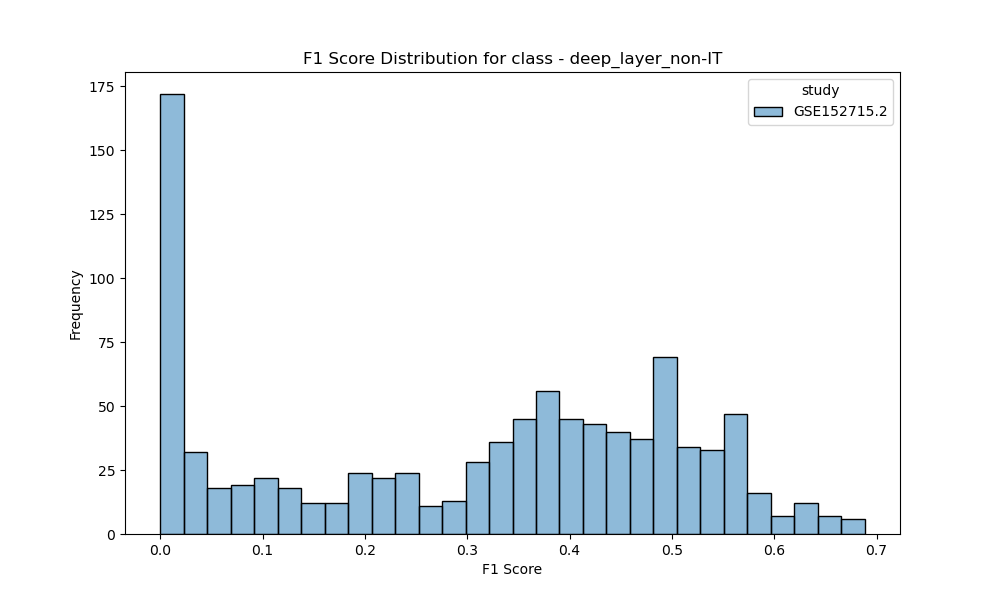 F1 Score Distribution for class - deep_layer_non-IT
study
GSE152715.2
175
150
125
100
75
50
25
0
Frequency
0.0 0.1 0.2 0.3 0.4 0.5 0.6 0.7
F1 Score